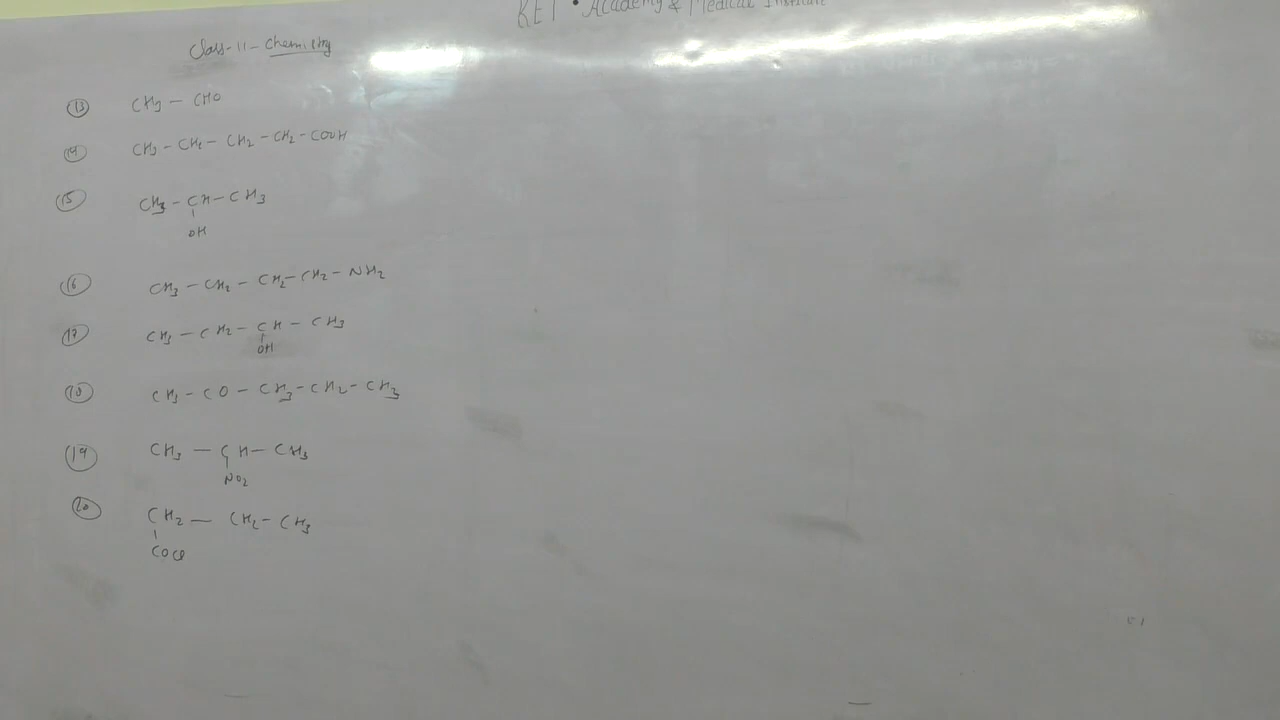 KET • Academy & Medical Institute
Class-11-Chemistry
(13) CH3 — CHO
(14) CH3 - CH2 - CH2 - CH2 - COOH
(15) CH3 - CH - CH3
OH
(16) CH3 - CH2 - CH2 - CH2 - NH2
(17) CH3 - CH2 - CH - CH3
OH
(18) CH3 - CO - CH3 - CH2 - CH3
(19) CH3 — CH - CH3
NO2
(20) CH2 — CH2 - CH3
COCl